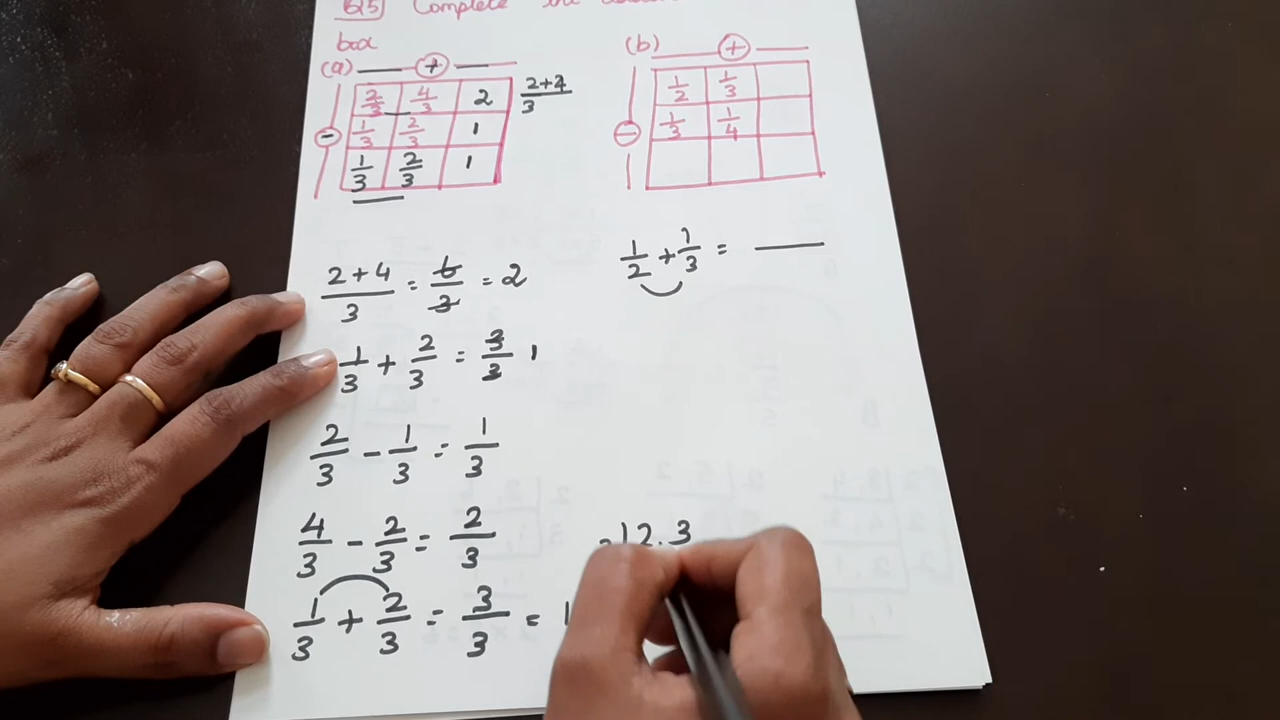 Q5 Complete the
box
(a) + 
2/3 4/3 2 (2+4)/3
- 1/3 2/3 1
1/3 2/3 1
(b) +
1/2 1/3
- 1/3 1/4
(2+4)/3 = 6/3 = 2
1/3 + 2/3 = 3/3 1
2/3 - 1/3 = 1/3
4/3 - 2/3 = 2/3
1/3 + 2/3 = 3/3 = 1
1/2 + 1/3 =
2,3